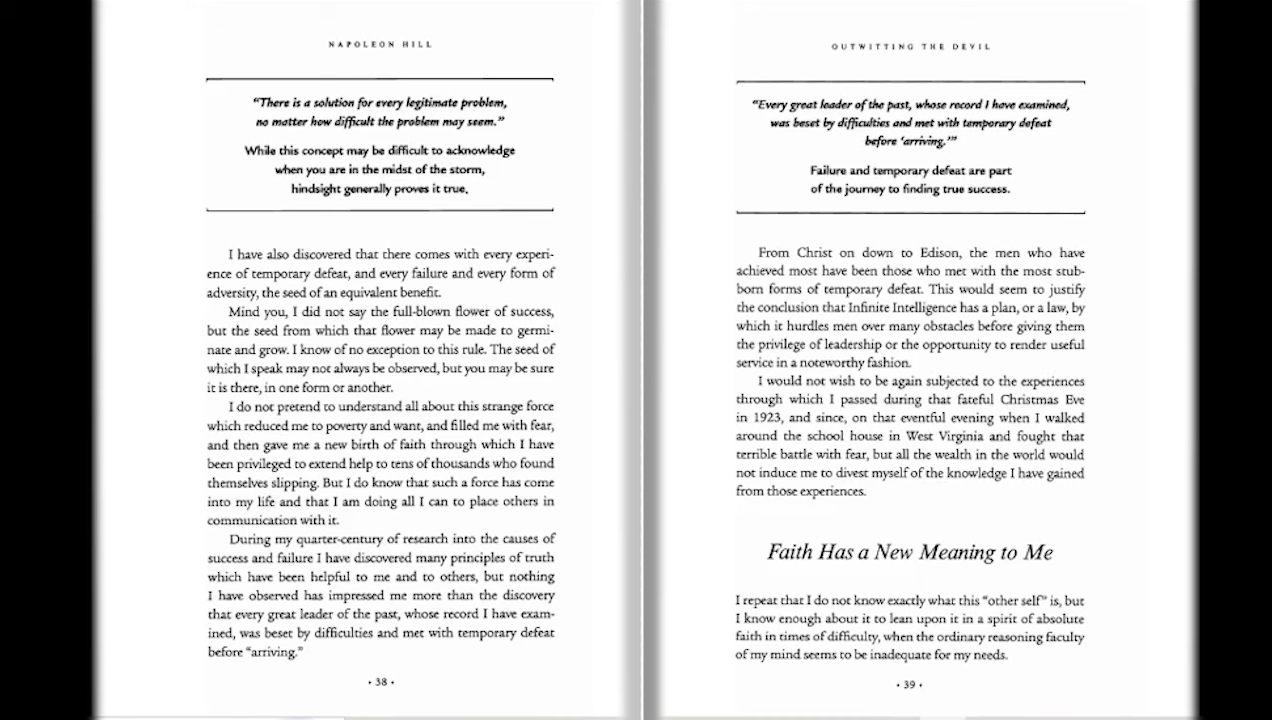 NAPOLEON HILL
"There is a solution for every legitimate problem,
no matter how difficult the problem may seem."
While this concept may be difficult to acknowledge
when you are in the midst of the storm,
hindsight generally proves it true.
I have also discovered that there comes with every experi-
ence of temporary defeat, and every failure and every form of
adversity, the seed of an equivalent benefit.
Mind you, I did not say the full-blown flower of success,
but the seed from which that flower may be made to germi-
nate and grow. I know of no exception to this rule. The seed of
which I speak may not always be observed, but you may be sure
it is there, in one form or another.
I do not pretend to understand all about this strange force
which reduced me to poverty and want, and filled me with fear,
and then gave me a new birth of faith through which I have
been privileged to extend help to tens of thousands who found
themselves slipping. But I do know that such a force has come
into my life and that I am doing all I can to place others in
communication with it.
During my quarter-century of research into the causes of
success and failure I have discovered many principles of truth
which have been helpful to me and to others, but nothing
I have observed has impressed me more than the discovery
that every great leader of the past, whose record I have exam-
ined, was beset by difficulties and met with temporary defeat
before "arriving."
• 38 •
OUTWITTING THE DEVIL
"Every great leader of the past, whose record I have examined,
was beset by difficulties and met with temporary defeat
before 'arriving.'"
Failure and temporary defeat are part
of the journey to finding true success.
From Christ on down to Edison, the men who have
achieved most have been those who met with the most stub-
born forms of temporary defeat. This would seem to justify
the conclusion that Infinite Intelligence has a plan, or a law, by
which it hurdles men over many obstacles before giving them
the privilege of leadership or the opportunity to render useful
service in a noteworthy fashion.
I would not wish to be again subjected to the experiences
through which I passed during that fateful Christmas Eve
in 1923, and since, on that eventful evening when I walked
around the school house in West Virginia and fought that
terrible battle with fear, but all the wealth in the world would
not induce me to divest myself of the knowledge I have gained
from those experiences.
Faith Has a New Meaning to Me
I repeat that I do not know exactly what this "other self" is, but
I know enough about it to lean upon it in a spirit of absolute
faith in times of difficulty, when the ordinary reasoning faculty
of my mind seems to be inadequate for my needs.
• 39 •